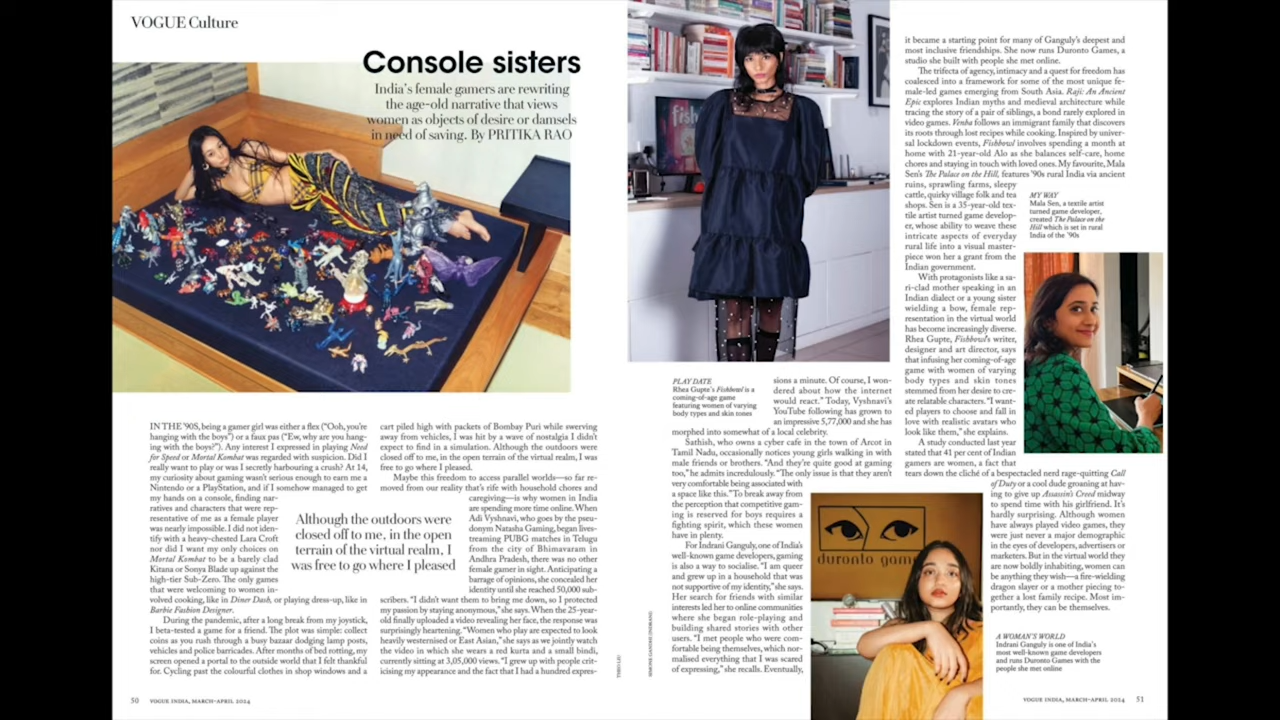 VOGUE Culture
Console sisters
India's female gamers are rewriting
the age-old narrative that views
women as objects of desire or damsels
in need of saving. By PRITIKA RAO
IN THE '90S, being a gamer girl was either a flex ("Ooh, you're
hanging with the boys") or a faux pas ("Ew, why are you hang-
ing with the boys?"). Any interest I expressed in playing Need
for Speed or Mortal Kombat was regarded with suspicion. Did I
really want to play or was I secretly harbouring a crush? At 14,
my curiosity about gaming wasn't serious enough to earn me a
Nintendo or a PlayStation, and if I somehow managed to get
my hands on a console, finding nar-
ratives and characters that were rep-
resentative of me as a female player
was nearly impossible. I did not iden-
tify with a heavy-chested Lara Croft
nor did I want my only choices on
Mortal Kombat to be a barely clad
Kitana or Sonya Blade up against the
high-tier Sub-Zero. The only games
that were welcoming to women in-
volved cooking, like in Diner Dash, or playing dress-up, like in
Barbie Fashion Designer.
During the pandemic, after a long break from my joystick,
I beta-tested a game for a friend. The plot was simple: collect
coins as you rush through a busy bazaar dodging lamp posts,
vehicles and police barricades. After months of bed rotting, my
screen opened a portal to the outside world that I felt thankful
for. Cycling past the colourful clothes in shop windows and a
Although the outdoors were
closed off to me, in the open
terrain of the virtual realm, I
was free to go where I pleased
cart piled high with packets of Bombay Puri while swerving
away from vehicles, I was hit by a wave of nostalgia I didn't
expect to find in a simulation. Although the outdoors were
closed off to me, in the open terrain of the virtual realm, I was
free to go where I pleased.
Maybe this freedom to access parallel worlds—so far re-
moved from our reality that's rife with household chores and
caregiving—is why women in India
are spending more time online. When
Adi Vyshnavi, who goes by the pseu-
donym Natasha Gaming, began live-
streaming PUBG matches in Telugu
from the city of Bhimavaram in
Andhra Pradesh, there was no other
female gamer in sight. Anticipating a
barrage of opinions, she concealed her
identity until she reached 50,000 sub-
scribers. "I didn't want them to bring me down, so I protected
my passion by staying anonymous," she says. When the 25-year-
old finally uploaded a video revealing her face, the response was
surprisingly heartening. "Women who play are expected to look
heavily westernised or East Asian," she says as we jointly watch
the video in which she wears a red kurta and a small bindi,
currently sitting at 3,05,000 views. "I grew up with people crit-
icising my appearance and the fact that I had a hundred expres-
50 VOGUE INDIA, MARCH-APRIL 2024
PLAY DATE
Rhea Gupte's Fishbowl is a
coming-of-age game
featuring women of varying
body types and skin tones
sions a minute. Of course, I won-
dered about how the internet
would react." Today, Vyshnavi's
YouTube following has grown to
an impressive 5,77,000 and she has
morphed into somewhat of a local celebrity.
Sathish, who owns a cyber cafe in the town of Arcot in
Tamil Nadu, occasionally notices young girls walking in with
male friends or brothers. "And they're quite good at gaming
too," he admits incredulously. "The only issue is that they aren't
very comfortable being associated with
a space like this." To break away from
the perception that competitive gam-
ing is reserved for boys requires a
fighting spirit, which these women
have in plenty.
For Indrani Ganguly, one of India's
well-known game developers, gaming
is also a way to socialise. "I am queer
and grew up in a household that was
not supportive of my identity," she says.
Her search for friends with similar
interests led her to online communities
where she began role-playing and
building shared stories with other
users. "I met people who were com-
fortable being themselves, which nor-
malised everything that I was scared
of expressing," she recalls. Eventually,
it became a starting point for many of Ganguly's deepest and
most inclusive friendships. She now runs Duronto Games, a
studio she built with people she met online.
The trifecta of agency, intimacy and a quest for freedom has
coalesced into a framework for some of the most unique fe-
male-led games emerging from South Asia. Raji: An Ancient
Epic explores Indian myths and medieval architecture while
tracing the story of a pair of siblings, a bond rarely explored in
video games. Venba follows an immigrant family that discovers
its roots through lost recipes while cooking. Inspired by univer-
sal lockdown events, Fishbowl involves spending a month at
home with 21-year-old Alo as she balances self-care, home
chores and staying in touch with loved ones. My favourite, Mala
Sen's The Palace on the Hill, features '90s rural India via ancient
ruins, sprawling farms, sleepy
cattle, quirky village folk and tea
shops. Sen is a 35-year-old tex-
tile artist turned game develop-
er, whose ability to weave these
intricate aspects of everyday
rural life into a visual master-
piece won her a grant from the
Indian government.
With protagonists like a sa-
ri-clad mother speaking in an
Indian dialect or a young sister
wielding a bow, female rep-
resentation in the virtual world
has become increasingly diverse.
Rhea Gupte, Fishbowl's writer,
designer and art director, says
that infusing her coming-of-age
game with women of varying
body types and skin tones
stemmed from her desire to cre-
ate relatable characters. "I want-
ed players to choose and fall in
love with realistic avatars who
look like them," she explains.
A study conducted last year
stated that 41 per cent of Indian
gamers are women, a fact that
tears down the cliché of a bespectacled nerd rage-quitting Call
of Duty or a cool dude groaning at hav-
ing to give up Assassin's Creed midway
to spend time with his girlfriend. It's
hardly surprising. Although women
have always played video games, they
were just never a major demographic
in the eyes of developers, advertisers or
marketers. But in the virtual world they
are now boldly inhabiting, women can
be anything they wish—a fire-wielding
dragon slayer or a mother piecing to-
gether a lost family recipe. Most im-
portantly, they can be themselves.
MY WAY
Mala Sen, a textile artist
turned game developer,
created The Palace on the
Hill which is set in rural
India of the '90s
duronto gam
A WOMAN'S WORLD
Indrani Ganguly is one of India's
most well-known game developers
and runs Duronto Games with the
people she met online
VOGUE INDIA, MARCH-APRIL 2024 51